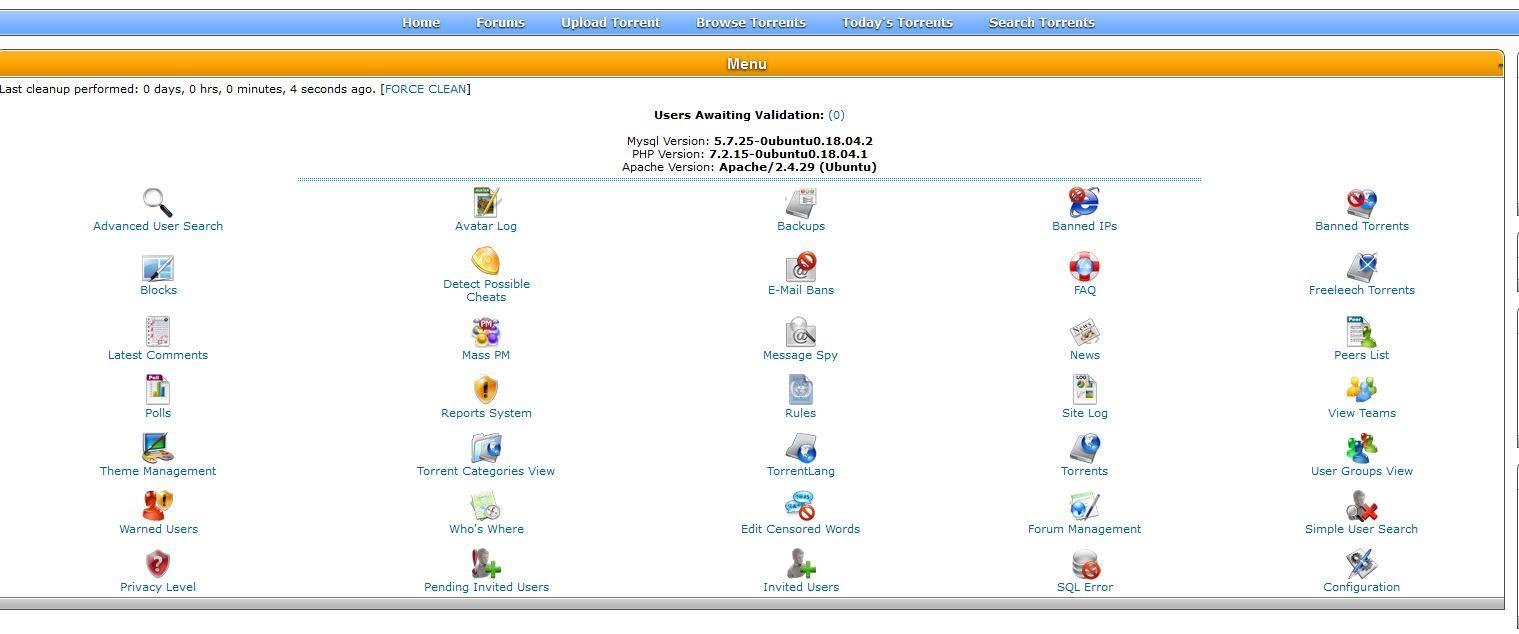 Home Forums Upload Torrent Browse Torrents Today's Torrents Search Torrents
Menu
Last cleanup performed: 0 days, 0 hrs, 0 minutes, 4 seconds ago. [FORCE CLEAN]
Users Awaiting Validation: (0)
Mysql Version: 5.7.25-0ubuntu0.18.04.2
PHP Version: 7.2.15-0ubuntu0.18.04.1
Apache Version: Apache/2.4.29 (Ubuntu)
Advanced User Search Avatar Log Backups Banned IPs Banned Torrents
Blocks Detect Possible Cheats E-Mail Bans FAQ Freeleech Torrents
Latest Comments Mass PM Message Spy News Peers List
Polls Reports System Rules Site Log View Teams
Theme Management Torrent Categories View TorrentLang Torrents User Groups View
Warned Users Who's Where Edit Censored Words Forum Management Simple User Search
Privacy Level Pending Invited Users Invited Users SQL Error Configuration